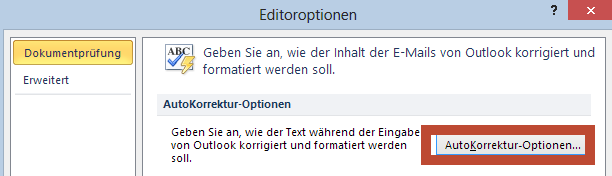 Editoroptionen
?
Dokumentprüfung
Erweitert
ABC
Geben Sie an, wie der Inhalt der E-Mails von Outlook korrigiert und
formatiert werden soll.
AutoKorrektur-Optionen
Geben Sie an, wie der Text während der Eingabe
von Outlook korrigiert und formatiert werden
soll.
AutoKorrektur-Optionen...